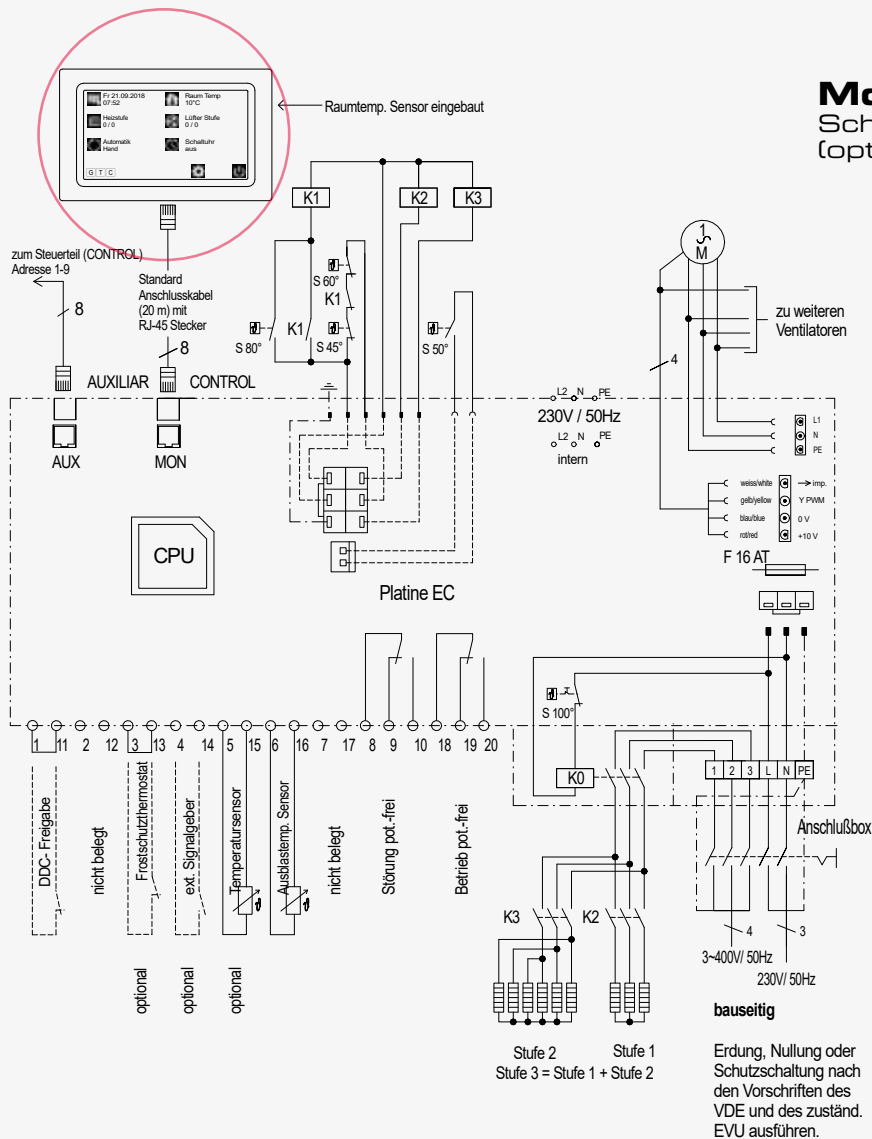 Fr 21.09.2018
07:52
Raum Temp
10°C
Heizstufe
0 / 0
Lüfter Stufe
0 / 0
Automatik
Hand
Schaltuhr
aus
G T C
Raumtemp. Sensor eingebaut
Mo
Sch
(opt
zum Steuerteil (CONTROL)
Adresse 1-9
8
Standard
Anschlusskabel
(20 m) mit
RJ-45 Stecker
8
K1
K2
K3
S 60°
K1
S 80°
K1
S 45°
S 50°
1
M
zu weiteren
Ventilatoren
4
AUXILIAR
CONTROL
AUX
MON
L2 N PE
230V / 50Hz
L2 N PE
intern
L1
N
PE
weiss/white
imp.
gelb/yellow
Y PWM
blau/blue
0 V
rot/red
+10 V
F 16 AT
CPU
Platine EC
S 100°
1 11 2 12 3 13 4 14 5 15 6 16 7 17 8 9 10 18 19 20
K0
1 2 3 L N PE
Anschlußbox
DDC- Freigabe
nicht belegt
Frostschutzthermostat
ext. Signalgeber
Temperatursensor
Ausblastemp. Sensor
nicht belegt
Störung pot.-frei
Betrieb pot.-frei
optional
optional
optional
K3
K2
4
3
3~400V/ 50Hz
230V/ 50Hz
bauseitig
Stufe 2
Stufe 1
Stufe 3 = Stufe 1 + Stufe 2
Erdung, Nullung oder
Schutzschaltung nach
den Vorschriften des
VDE und des zuständ.
EVU ausführen.